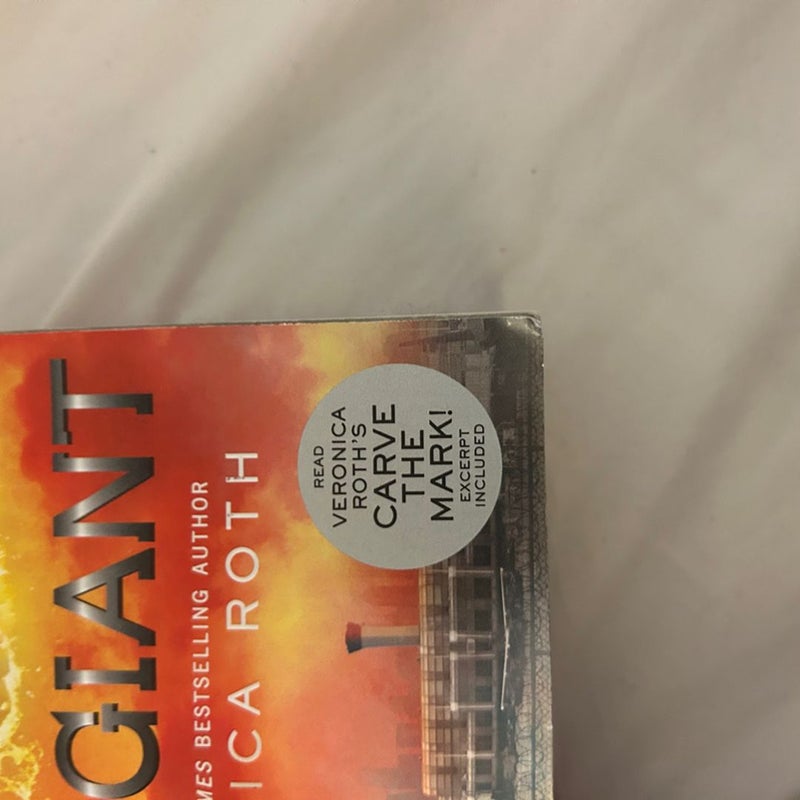 GIANT
MES BESTSELLING AUTHOR
ICA ROTH
READ
VERONICA
ROTH'S
CARVE
THE
MARK!
EXCERPT
INCLUDED